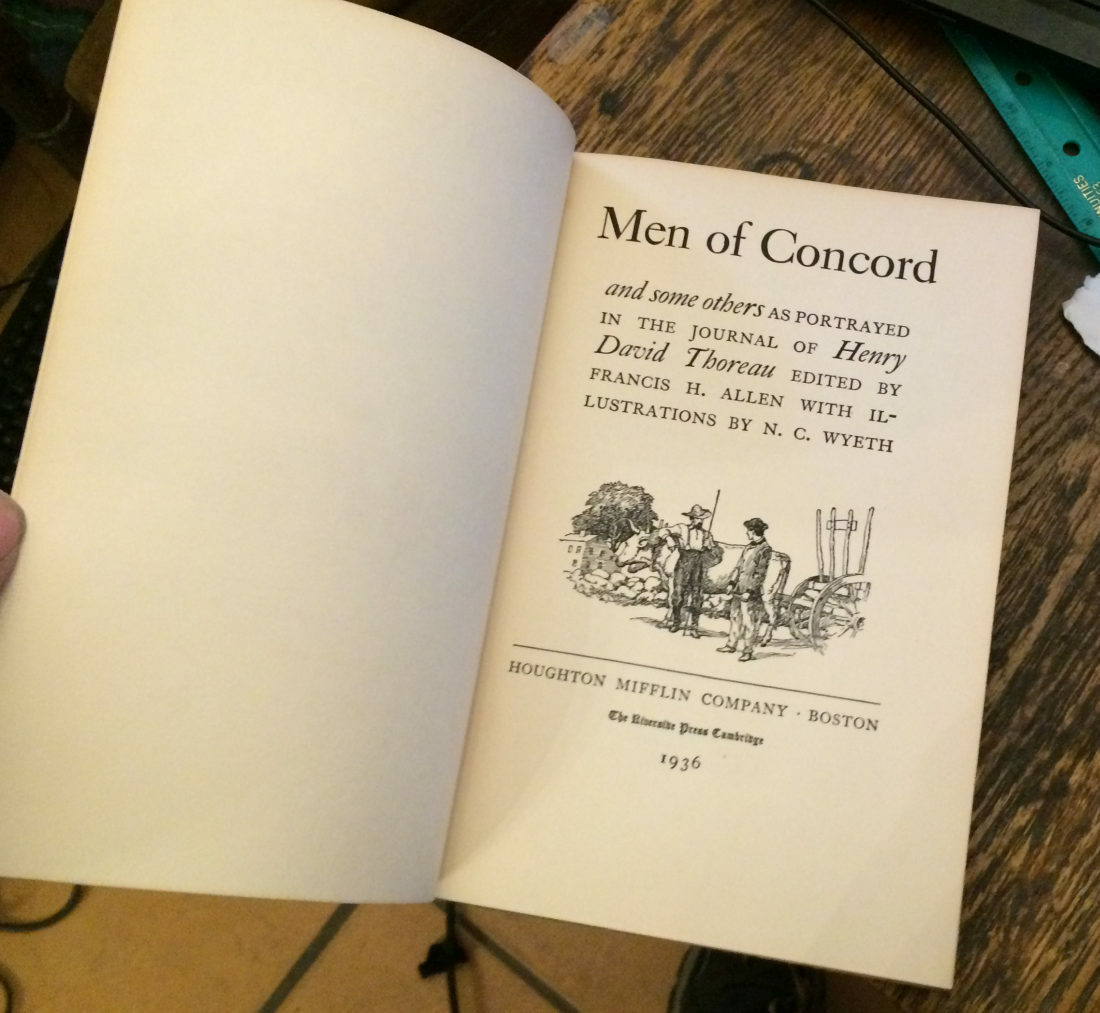 Men of Concord
and some others AS PORTRAYED
IN THE JOURNAL OF Henry
David Thoreau EDITED BY
FRANCIS H. ALLEN WITH IL-
LUSTRATIONS BY N. C. WYETH
HOUGHTON MIFFLIN COMPANY · BOSTON
The Riverside Press Cambridge
1936